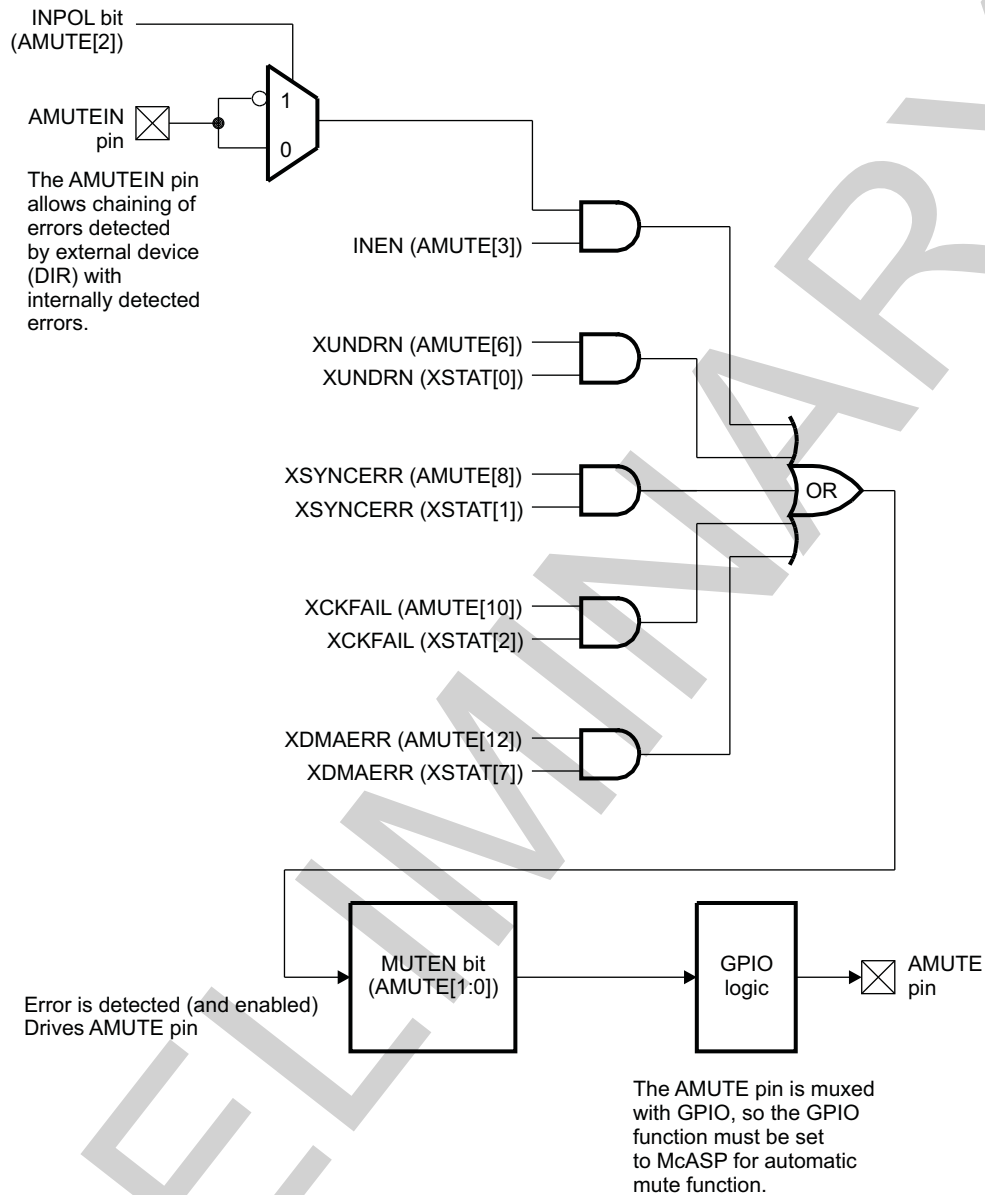 INPOL bit
(AMUTE[2])
1
AMUTEIN
pin
0
The AMUTEIN pin
allows chaining of
errors detected
by external device
(DIR) with
internally detected
errors.
INEN (AMUTE[3])
XUNDRN (AMUTE[6])
XUNDRN (XSTAT[0])
XSYNCERR (AMUTE[8])
XSYNCERR (XSTAT[1])
OR
XCKFAIL (AMUTE[10])
XCKFAIL (XSTAT[2])
XDMAERR (AMUTE[12])
XDMAERR (XSTAT[7])
MUTEN bit
(AMUTE[1:0])
GPIO
logic
AMUTE
pin
Error is detected (and enabled)
Drives AMUTE pin
The AMUTE pin is muxed
with GPIO, so the GPIO
function must be set
to McASP for automatic
mute function.
ELIMINARY